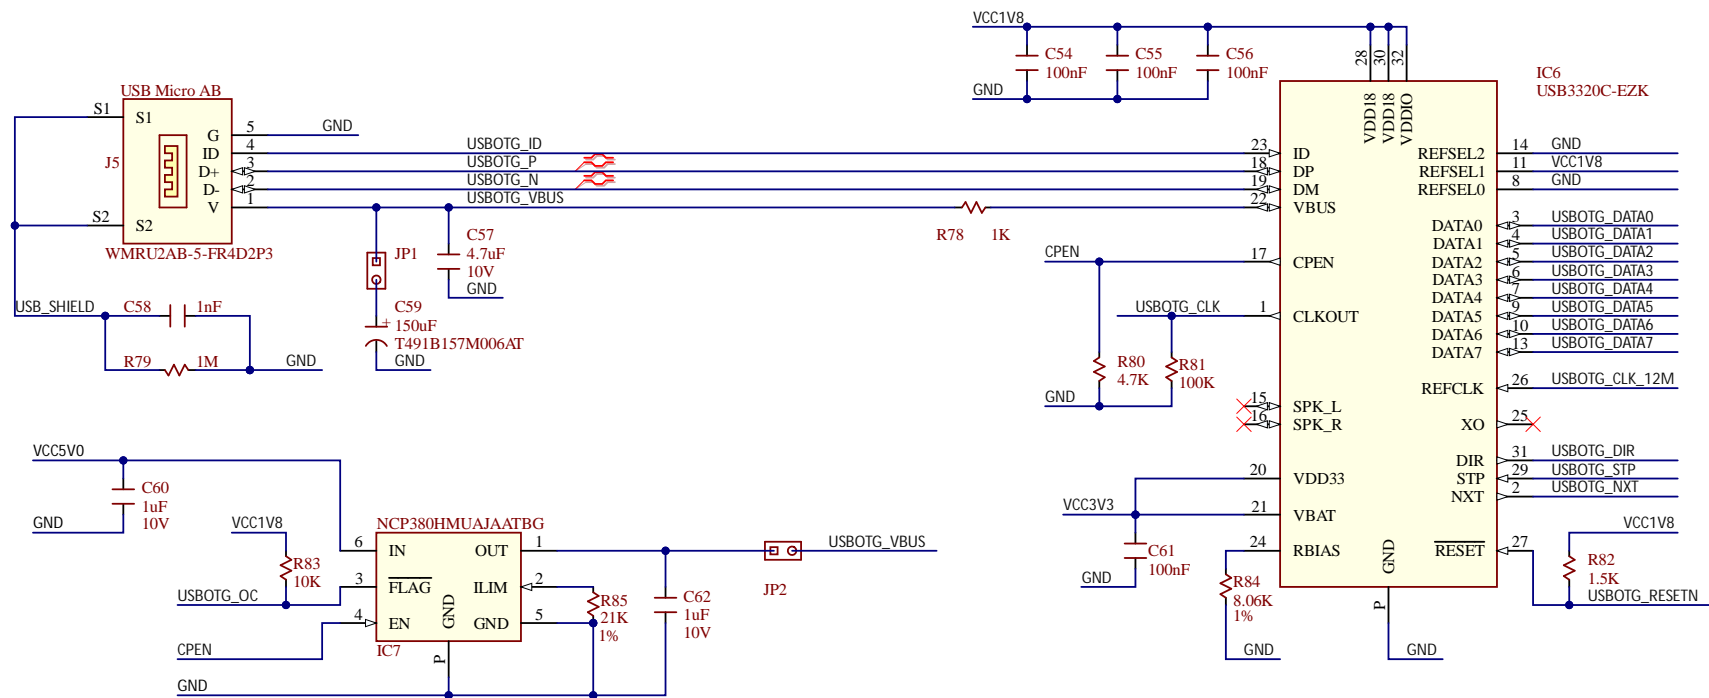 VCC1V8
C54
100nF
C55
100nF
C56
100nF
GND
28
30
32
IC6
USB3320C-EZK
VDD18
VDD18
VDDIO
USB Micro AB
S1
S1
G
5
GND
J5
ID
4
USBOTG_ID
D+
3
USBOTG_P
D-
2
USBOTG_N
S2
S2
V
1
USBOTG_VBUS
WMRU2AB-5-FR4D2P3
R78
1K
23
ID
18
DP
19
DM
22
VBUS
REFSEL2
14
GND
REFSEL1
11
VCC1V8
REFSEL0
8
GND
DATA0
3
USBOTG_DATA0
DATA1
4
USBOTG_DATA1
DATA2
5
USBOTG_DATA2
DATA3
6
USBOTG_DATA3
DATA4
7
USBOTG_DATA4
DATA5
9
USBOTG_DATA5
DATA6
10
USBOTG_DATA6
DATA7
13
USBOTG_DATA7
JP1
C57
4.7uF
10V
GND
C59
+
150uF
T491B157M006AT
GND
USB_SHIELD
C58
1nF
R79
1M
GND
CPEN
17
CPEN
USBOTG_CLK
1
CLKOUT
R80
4.7K
R81
100K
GND
15
SPK_L
16
SPK_R
REFCLK
26
USBOTG_CLK_12M
XO
25
DIR
31
USBOTG_DIR
STP
29
USBOTG_STP
NXT
2
USBOTG_NXT
20
VDD33
VCC3V3
21
VBAT
C61
100nF
GND
24
RBIAS
R84
8.06K
1%
GND
GND
P
GND
RESET
27
VCC1V8
R82
1.5K
USBOTG_RESETN
VCC5V0
C60
1uF
10V
GND
VCC1V8
R83
10K
USBOTG_OC
CPEN
GND
NCP380HMUAJAATBG
6
IN
OUT
1
3
FLAG
ILIM
2
4
EN
GND
5
GND
P
IC7
R85
21K
1%
C62
1uF
10V
JP2
USBOTG_VBUS